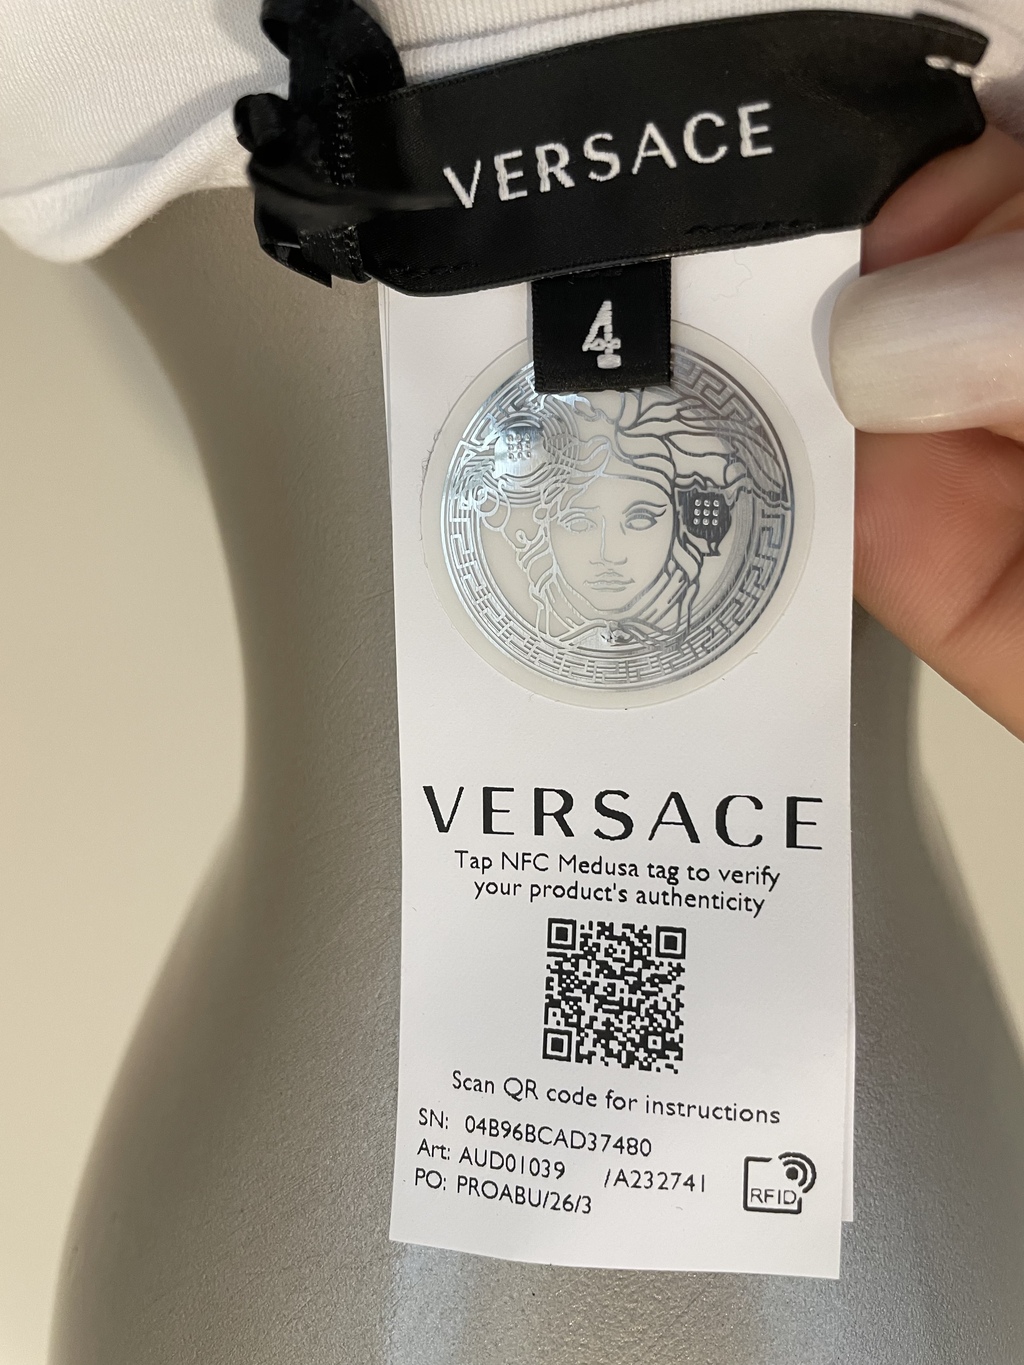 VERSACE
4
VERSACE
Tap NFC Medusa tag to verify
your product's authenticity
Scan QR code for instructions
SN: 04B96BCAD37480
Art: AUD01039 /A232741
PO: PROABU/26/3
RFID